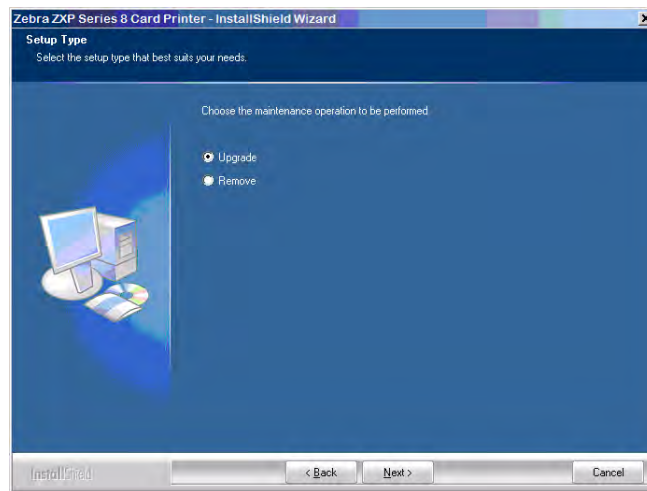 Zebra ZXP Series 8 Card Printer - InstallShield Wizard
Setup Type
Select the setup type that best suits your needs.
Choose the maintenance operation to be performed.
Upgrade
Remove
InstallShield
< Back
Next >
Cancel